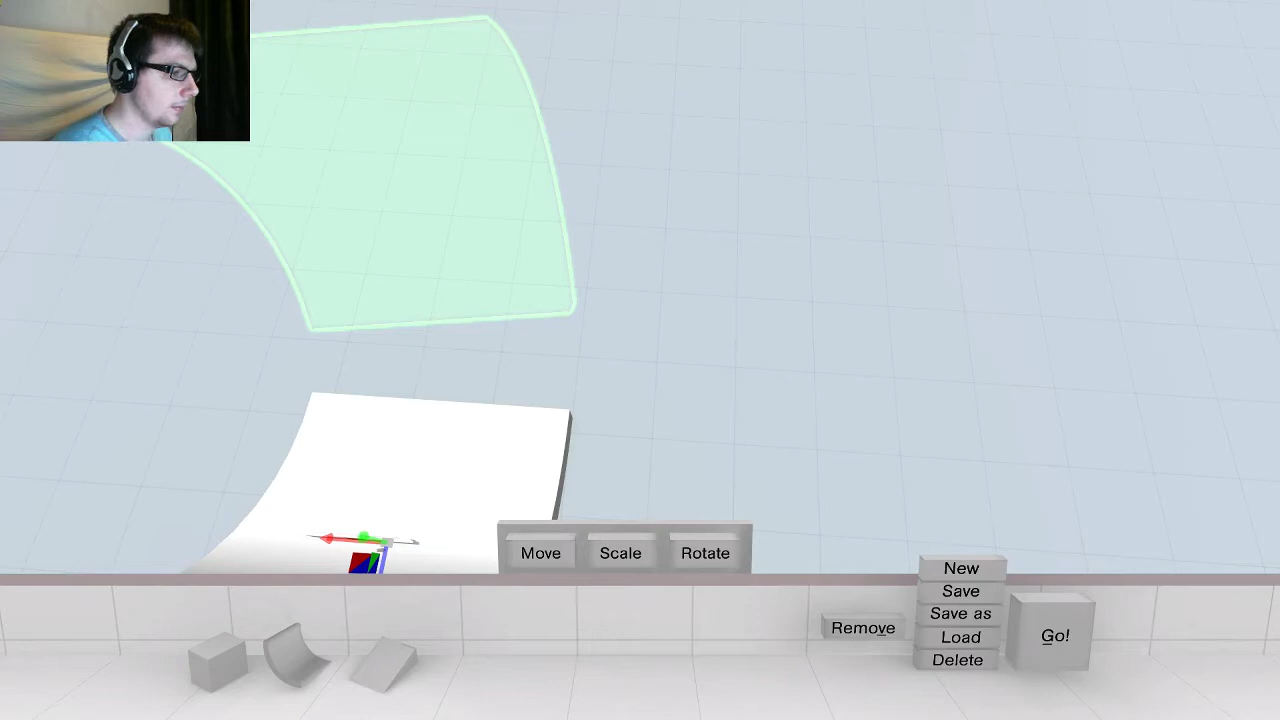 Move Scale Rotate
New
Save
Save as
Load
Delete
Remove
Go!